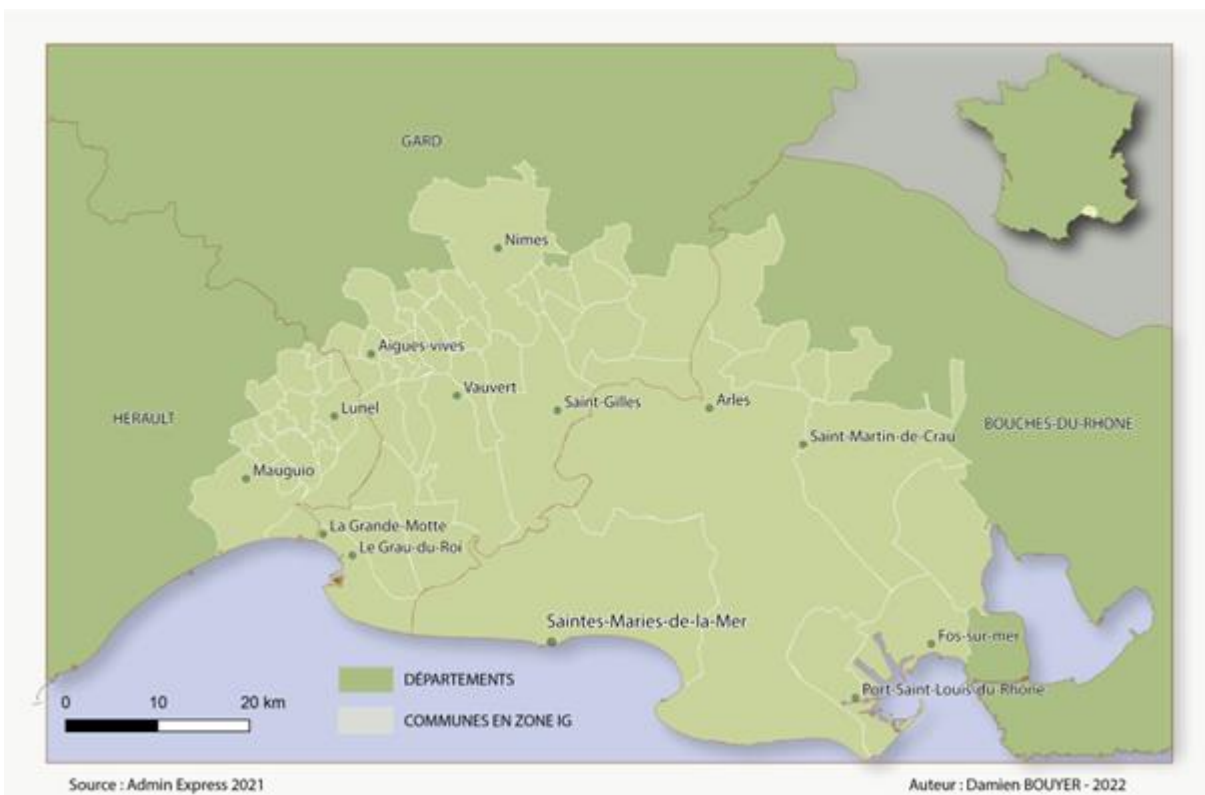 GARD
Nimes
Aigues-vives
Vauvert
Saint-Gilles
Arles
Lunel
HERAULT
BOUCHES-DU-RHONE
Saint-Martin-de-Crau
Mauguio
La Grande-Motte
Le Grau-du-Roi
Saintes-Maries-de-la-Mer
Fos-sur-mer
Port-Saint-Louis-du-Rhône
DÉPARTEMENTS
COMMUNES EN ZONE IG
0 10 20 km
Source : Admin Express 2021
Auteur : Damien BOUYER - 2022